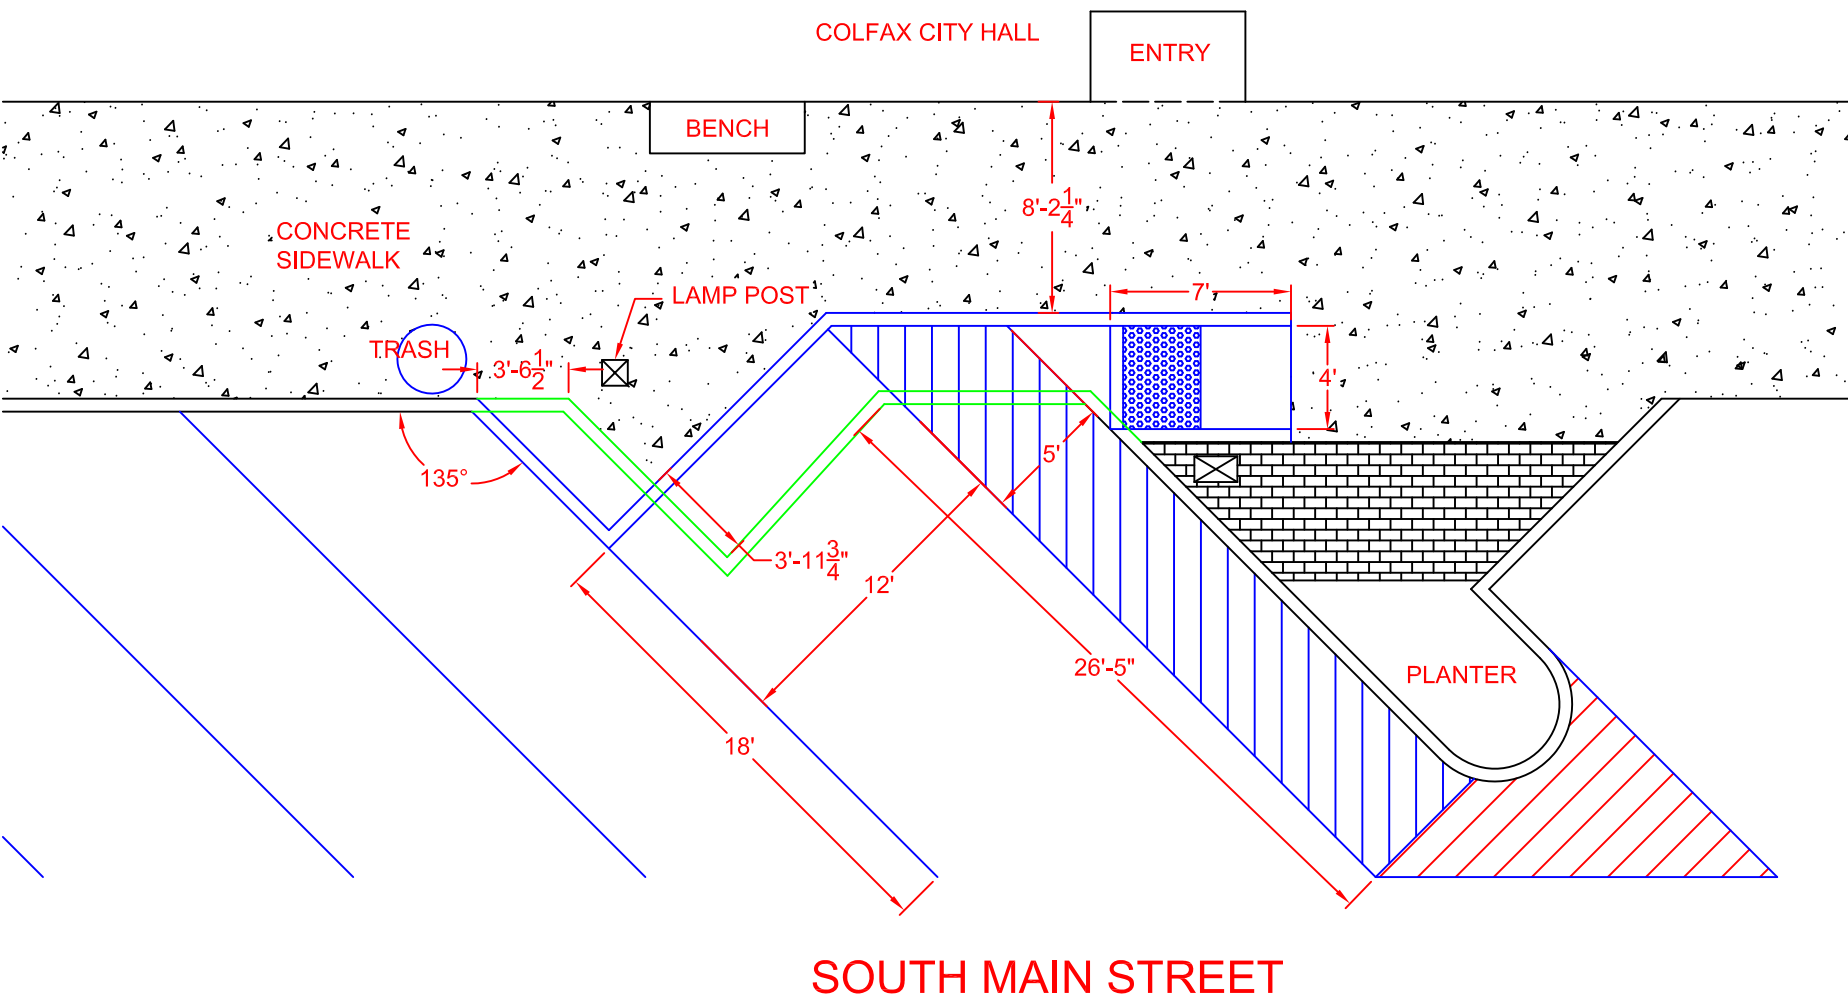 COLFAX CITY HALL
ENTRY
BENCH
8'-2 1/4"
CONCRETE
SIDEWALK
LAMP POST
7'
TRASH
3'-6 1/2"
4'
135°
5'
3'-11 3/4"
12'
26'-5"
PLANTER
18'
SOUTH MAIN STREET